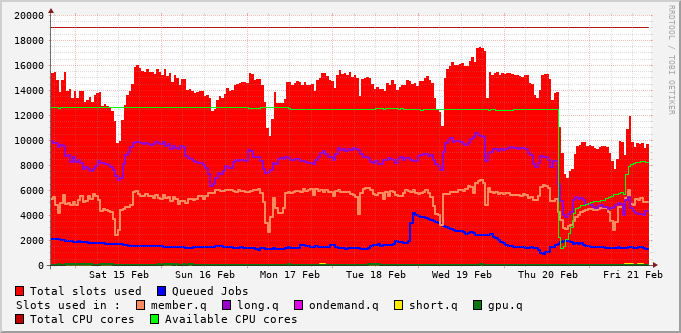 RRDTOOL / TOBI OETIKER
20000
18000
16000
14000
12000
10000
8000
6000
4000
2000
0
Sat 15 Feb Sun 16 Feb Mon 17 Feb Tue 18 Feb Wed 19 Feb Thu 20 Feb Fri 21 Feb
Total slots used Queued Jobs
Slots used in : member.q long.q ondemand.q short.q gpu.q
Total CPU cores Available CPU cores